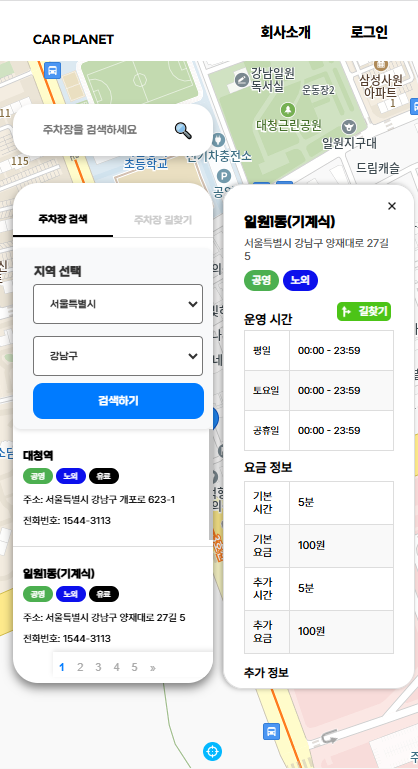 CAR PLANET
회사소개
로그인
강남일원
독서실
운동장2
삼성사원
아파트
대청근린공원
일원지구대
드림캐슬
전기차충전소
초등학교
115
1
11
주차장을 검색하세요
주차장 검색
주차장 길찾기
지역 선택
서울특별시
강남구
검색하기
대청역
공영 노외 유료
주소: 서울특별시 강남구 개포로 623-1
전화번호: 1544-3113
일원1동(기계식)
공영 노외 유료
주소: 서울특별시 강남구 양재대로 27길 5
전화번호: 1544-3113
1 2 3 4 5 »
×
일원1동(기계식)
서울특별시 강남구 양재대로 27길
5
공영 노외
운영 시간
길찾기
평일 00:00 - 23:59
토요일 00:00 - 23:59
공휴일 00:00 - 23:59
요금 정보
기본
시간
5분
기본
요금
100원
추가
시간
5분
추가
요금
100원
추가 정보